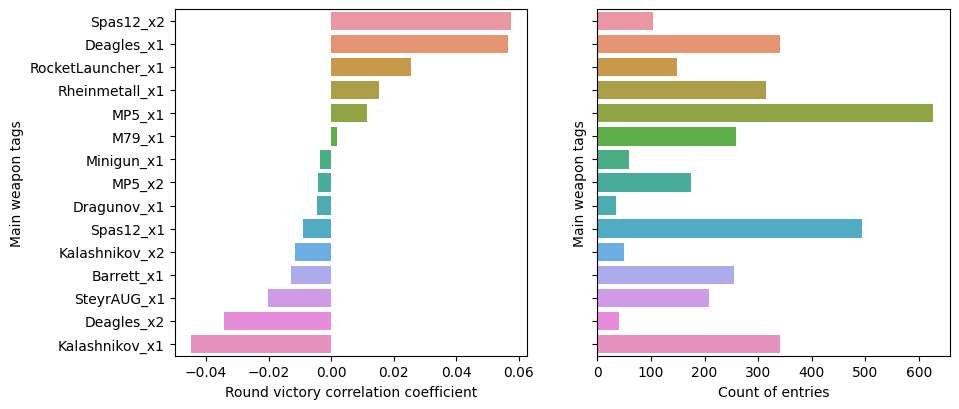 Main weapon tags
Spas12_x2
Deagles_x1
RocketLauncher_x1
Rheinmetall_x1
MP5_x1
M79_x1
Minigun_x1
MP5_x2
Dragunov_x1
Spas12_x1
Kalashnikov_x2
Barrett_x1
SteyrAUG_x1
Deagles_x2
Kalashnikov_x1
−0.04 −0.02 0.00 0.02 0.04 0.06
Round victory correlation coefficient
Main weapon tags
0 100 200 300 400 500 600
Count of entries